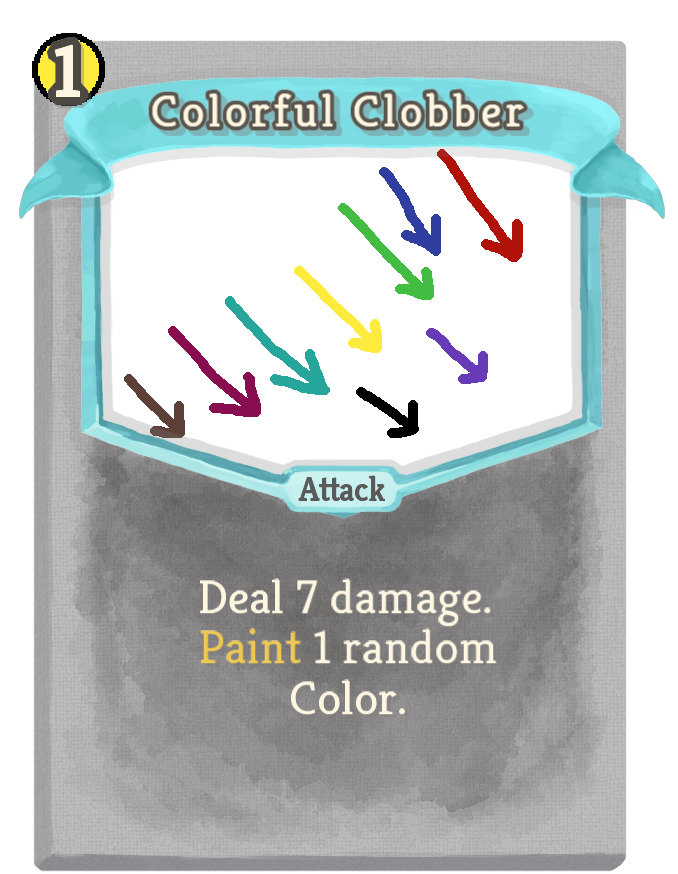 1
Colorful Clobber
Attack
Deal 7 damage.
Paint 1 random
Color.